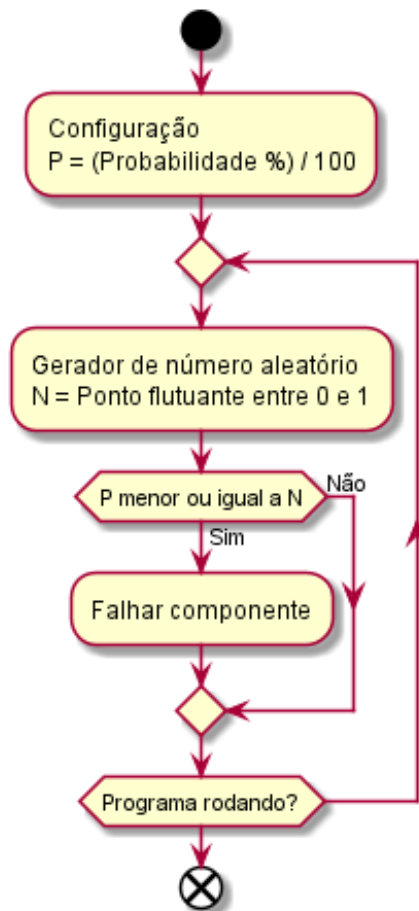 Configuração
P = (Probabilidade %) / 100
Gerador de número aleatório
N = Ponto flutuante entre 0 e 1
P menor ou igual a N
Não
Sim
Falhar componente
Programa rodando?